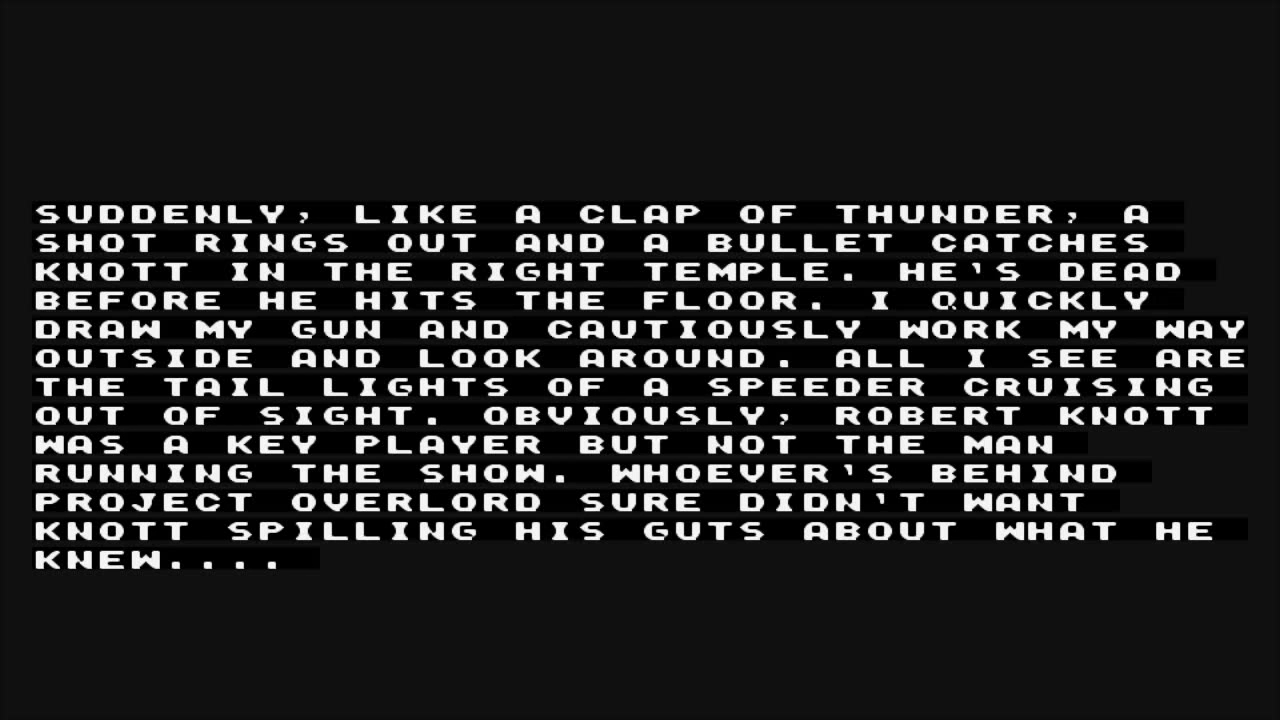 SUDDENLY, LIKE A CLAP OF THUNDER, A
SHOT RINGS OUT AND A BULLET CATCHES
KNOTT IN THE RIGHT TEMPLE. HE'S DEAD
BEFORE HE HITS THE FLOOR. I QUICKLY
DRAW MY GUN AND CAUTIOUSLY WORK MY WAY
OUTSIDE AND LOOK AROUND. ALL I SEE ARE
THE TAIL LIGHTS OF A SPEEDER CRUISING
OUT OF SIGHT. OBVIOUSLY, ROBERT KNOTT
WAS A KEY PLAYER BUT NOT THE MAN
RUNNING THE SHOW. WHOEVER'S BEHIND
PROJECT OVERLORD SURE DIDN'T WANT
KNOTT SPILLING HIS GUTS ABOUT WHAT HE
KNEW....